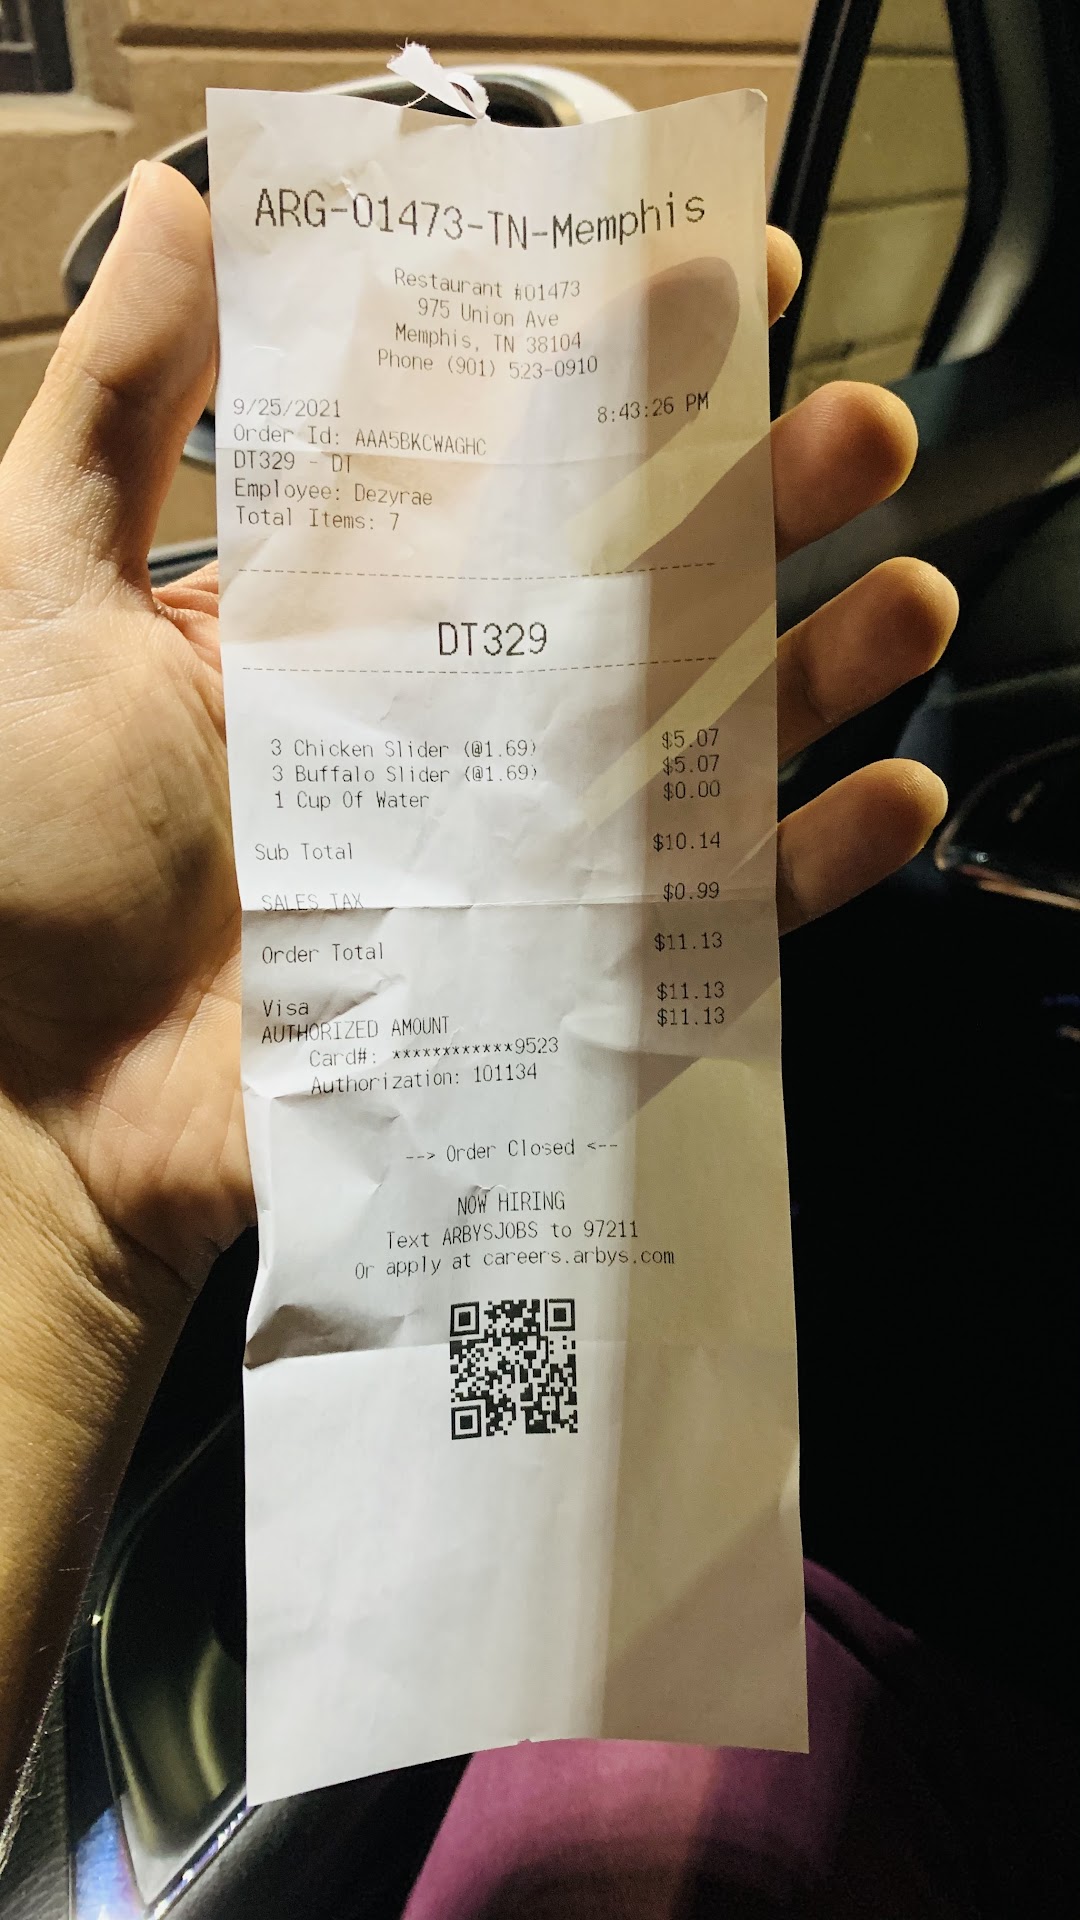 ARG-01473-TN-Memphis
Restaurant #01473
975 Union Ave
Memphis, TN 38104
Phone (901) 523-0910
9/25/2021 8:43:26 PM
Order Id: AAA5BKCWAGHC
DT329 - DT
Employee: Dezyrae
Total Items: 7
DT329
3 Chicken Slider (@1.69) $5.07
3 Buffalo Slider (@1.69) $5.07
1 Cup Of Water $0.00
Sub Total $10.14
SALES TAX $0.99
Order Total $11.13
Visa $11.13
AUTHORIZED AMOUNT $11.13
Card#: ************9523
Authorization: 101134
--> Order Closed <--
NOW HIRING
Text ARBYSJOBS to 97211
Or apply at careers.arbys.com